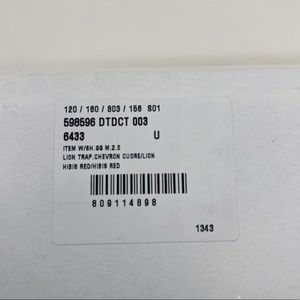 120 / 160 / 803 / 156 S01
598596 DTDCT 003
6433 U
ITEM W/SH.GG M.2.0
LION TRAP.CHEVRON CUORE/LION
HIBIS RED/HIBIS RED
809114898
1343